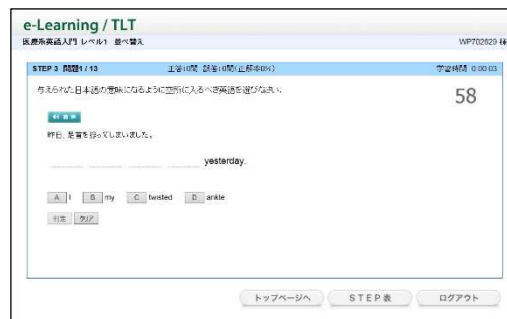 e-Learning / TLT
医療系英語入門 レベル1 並べ替え
WP702629 様
STEP 3 問題1 / 13
正答:0問 誤答:0問(正解率0%)
学習時間 0:00:03
与えられた日本語の意味になるように空所に入るべき英語を選びなさい。
58
昨日、足首を捻ってしまいました。
yesterday.
A I B my C twisted D ankle
判定 クリア
トップページへ STEP表 ログアウト